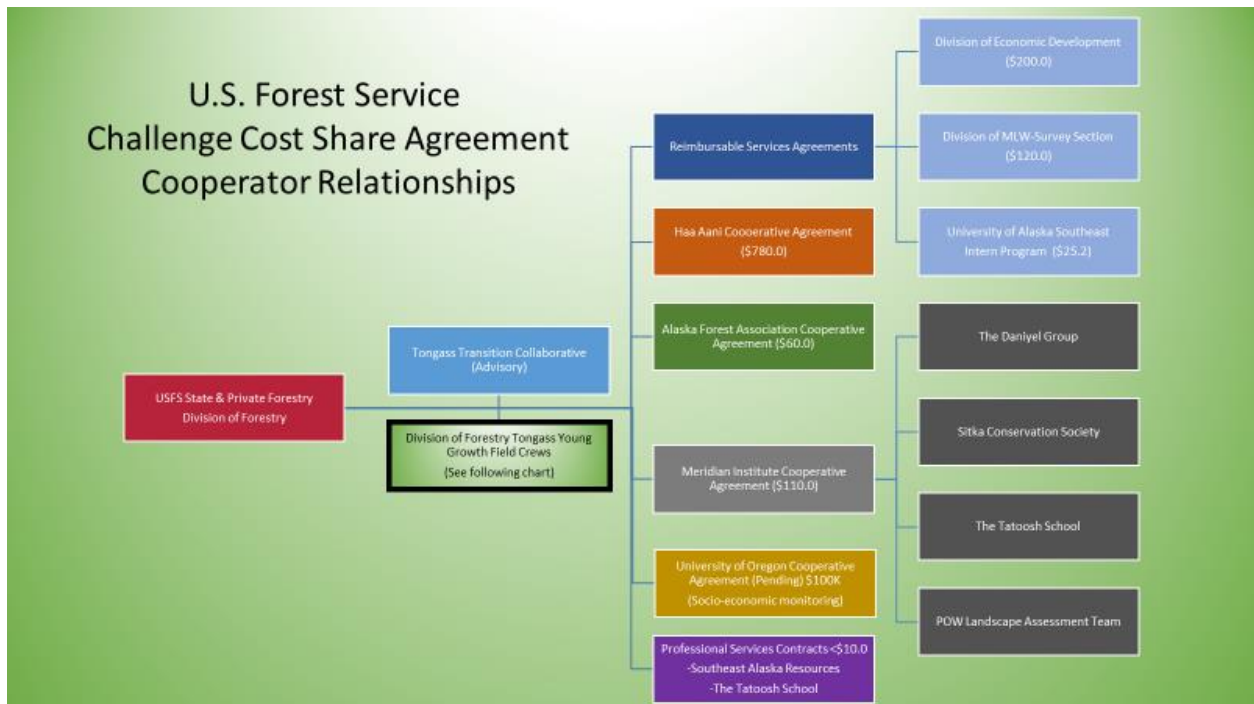 U.S. Forest Service
Challenge Cost Share Agreement
Cooperator Relationships
USFS State & Private Forestry
Division of Forestry
Tongass Transition Collaborative
(Advisory)
Division of Forestry Tongass Young
Growth Field Crews
(See following chart)
Reimbursable Services Agreements
Haa Aani Coooerative Agreement
($780.0)
Alaska Forest Association Cooperative
Agreement ($60.0)
Meridian Institute Cooperative
Agreement ($110.0)
University of Oregon Cooperative
Agreement (Pending) $100K
(Socio-economic monitoring)
Professional Services Contracts <$10.0
-Southeast Alaska Resources
-The Tatoosh School
Division of Economic Development
($200.0)
Division of MLW-Survey Section
($120.0)
University of Alaska Southeast
Intern Program ($25.2)
The Daniyel Group
Sitka Conservation Society
The Tatoosh School
POW Landscape Assessment Team